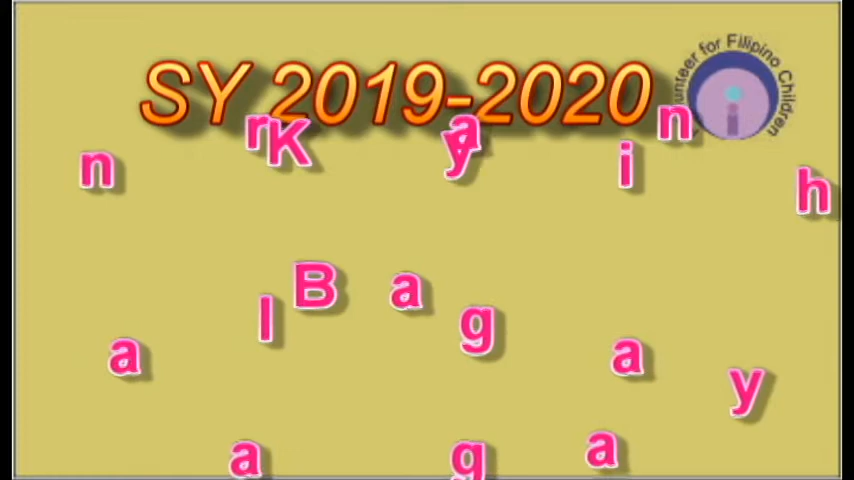 SY 2019-2020
unteer for Filipino Children
n r K y a i n h
l B a g
a a y
a g a